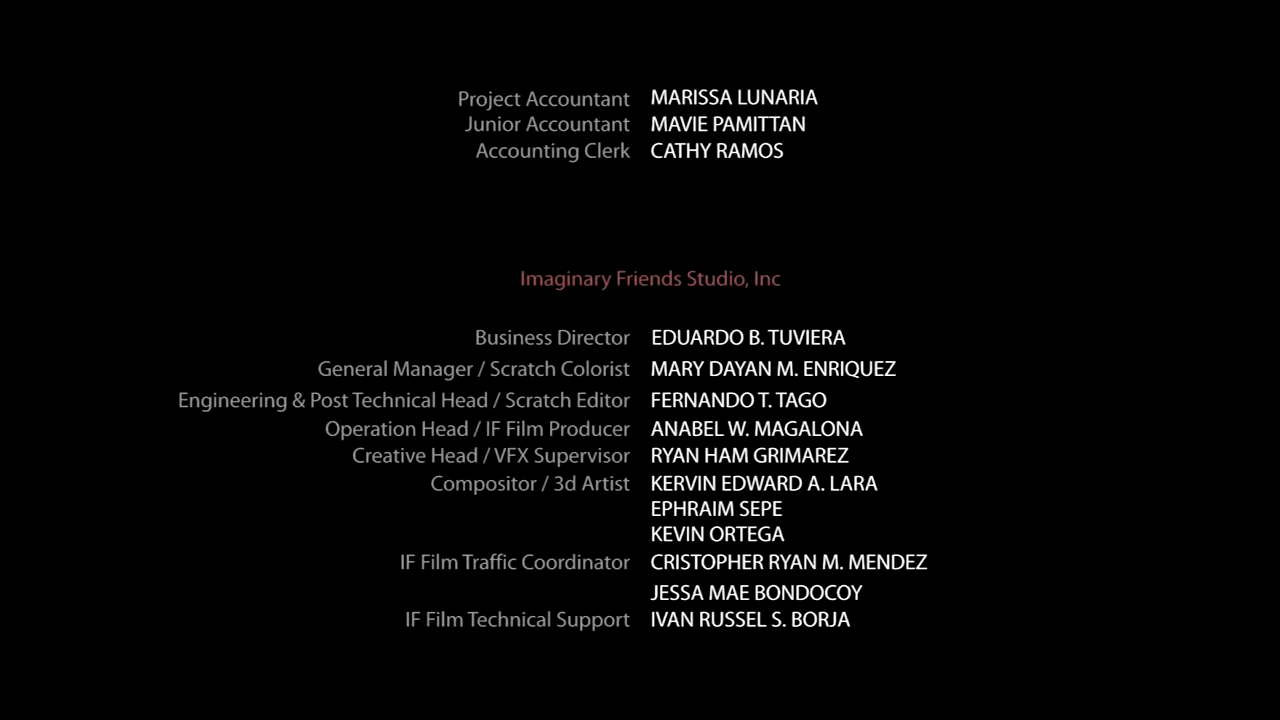 Project Accountant MARISSA LUNARIA
Junior Accountant MAVIE PAMITTAN
Accounting Clerk CATHY RAMOS
Imaginary Friends Studio, Inc
Business Director EDUARDO B. TUVIERA
General Manager / Scratch Colorist MARY DAYAN M. ENRIQUEZ
Engineering & Post Technical Head / Scratch Editor FERNANDO T. TAGO
Operation Head / IF Film Producer ANABEL W. MAGALONA
Creative Head / VFX Supervisor RYAN HAM GRIMAREZ
Compositor / 3d Artist KERVIN EDWARD A. LARA
EPHRAIM SEPE
KEVIN ORTEGA
IF Film Traffic Coordinator CRISTOPHER RYAN M. MENDEZ
JESSA MAE BONDOCOY
IF Film Technical Support IVAN RUSSEL S. BORJA